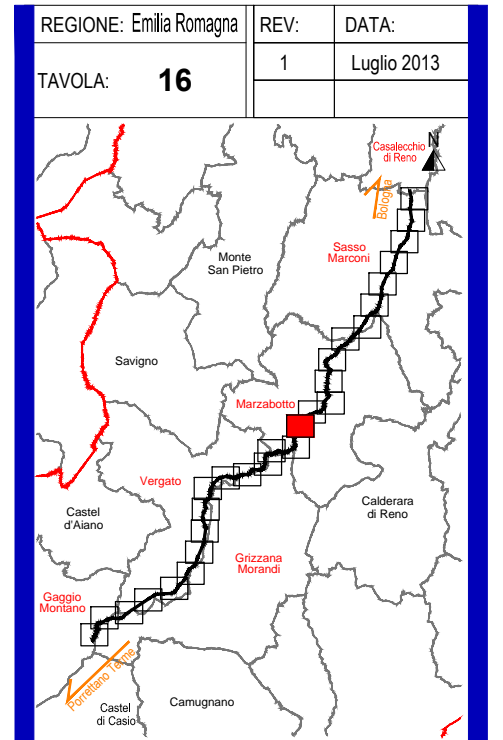 REGIONE: Emilia Romagna
REV:
DATA:
TAVOLA: 16
1
Luglio 2013
Casalecchio
di Reno
N
Bologna
Sasso
Marconi
Monte
San Pietro
Savigno
Marzabotto
Vergato
Calderara
di Reno
Castel
d'Aiano
Grizzana
Morandi
Gaggio
Montano
Porrettano Terme
Castel
di Casio
Camugnano